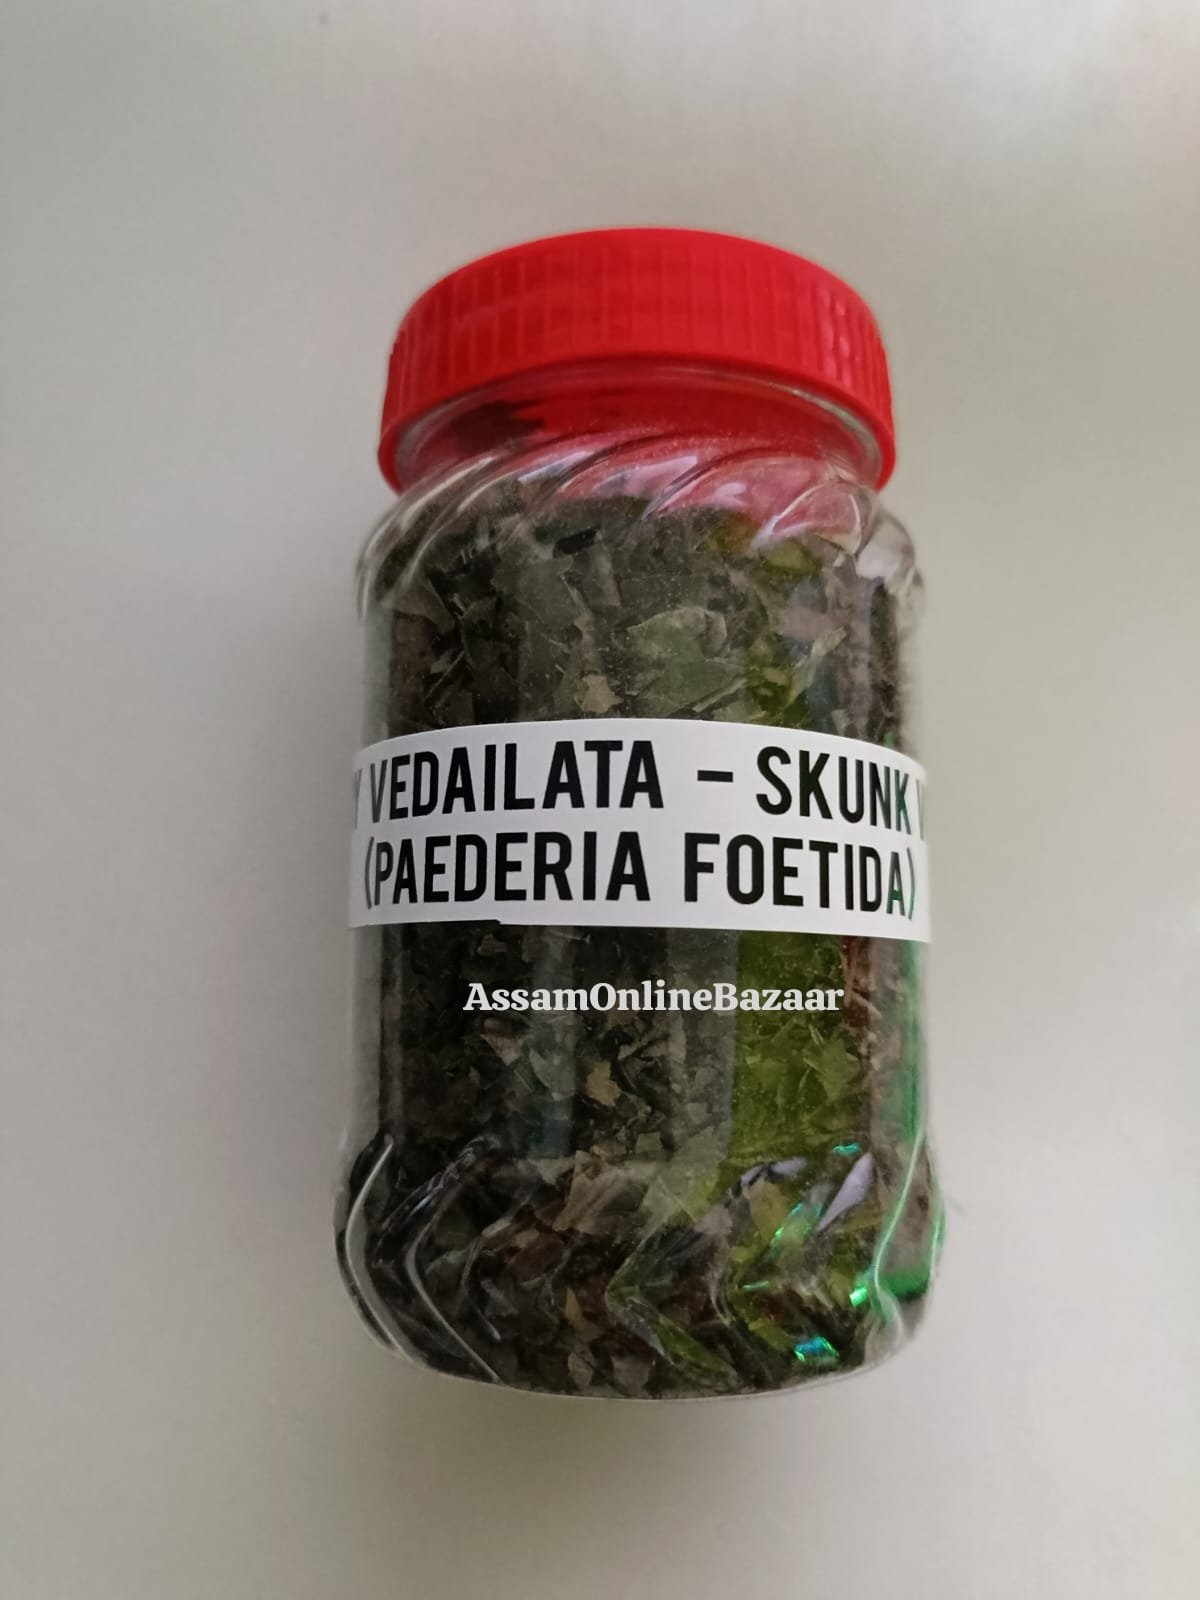 VEDAILATA - SKUNK
(PAEDERIA FOETIDA)
AssamOnlineBazaar